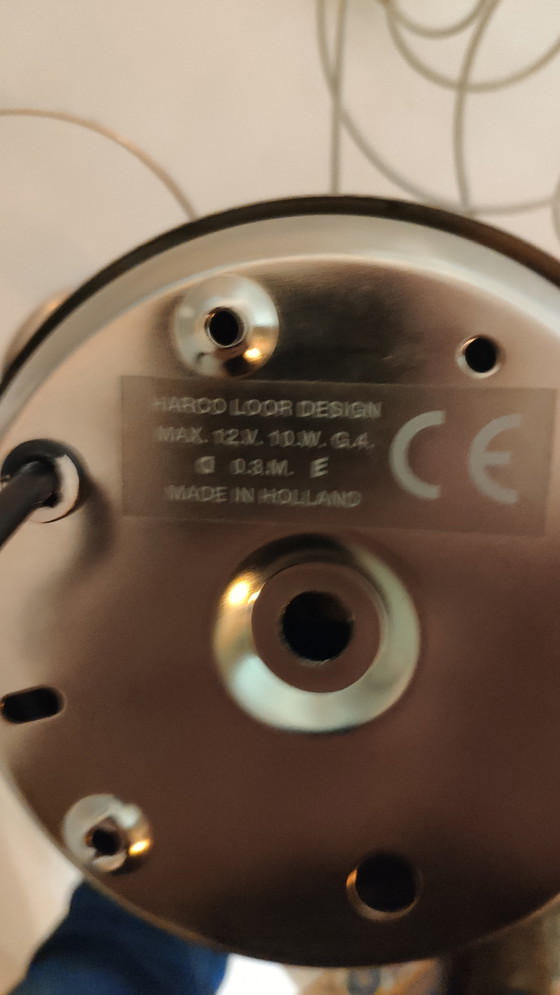 HARCO LOOR DESIGN
MAX. 12.V. 10.W. G.4.
0.3.M. E
MADE IN HOLLAND
CE